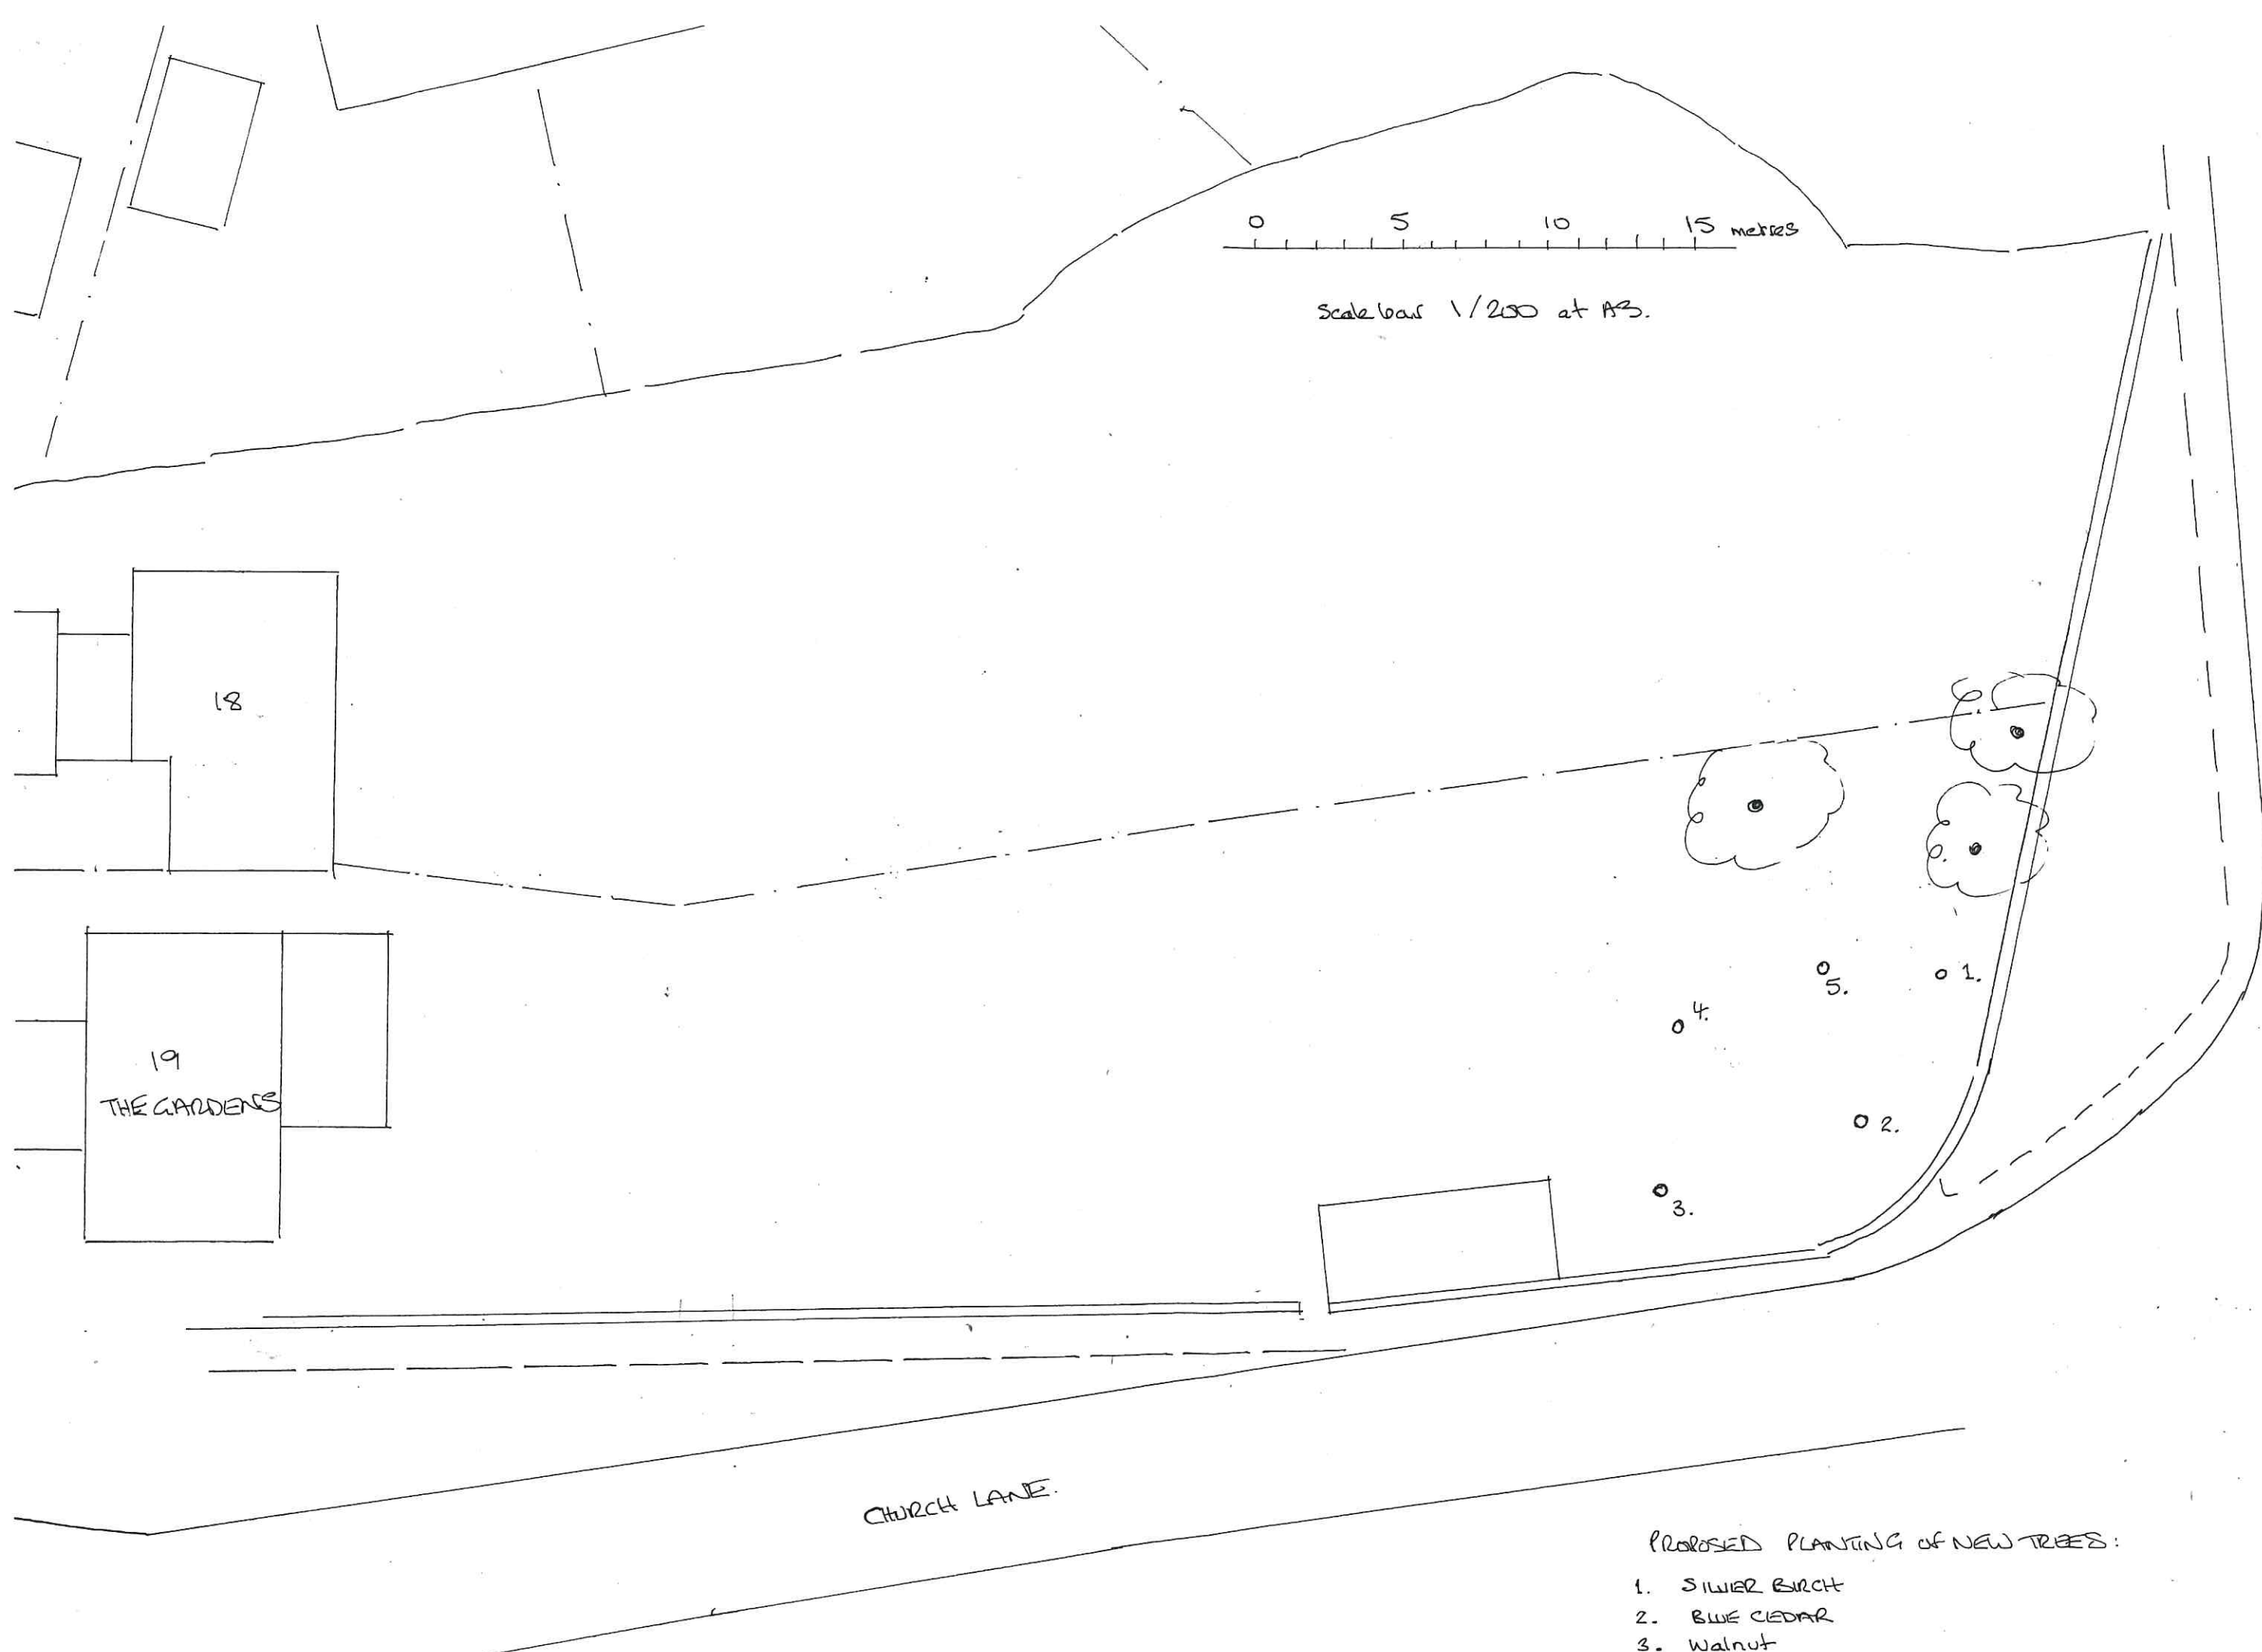 0 5 10 15 metres
Scale bar 1/200 at A3.
18
5.
1.
4.
19
THE GARDENS
2.
3.
CHURCH LANE.
PROPOSED PLANTING OF NEW TREES:
1. SILVER BIRCH
2. BLUE CEDAR
3. Walnut